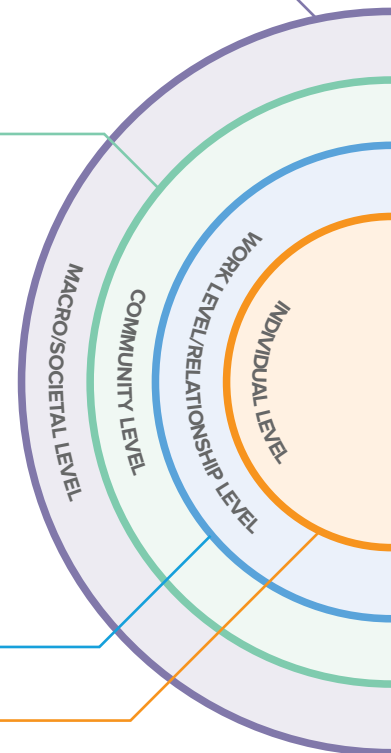 MACRO/SOCIETAL LEVEL
COMMUNITY LEVEL
WORK LEVEL/RELATIONSHIP LEVEL
INDIVIDUAL LEVEL